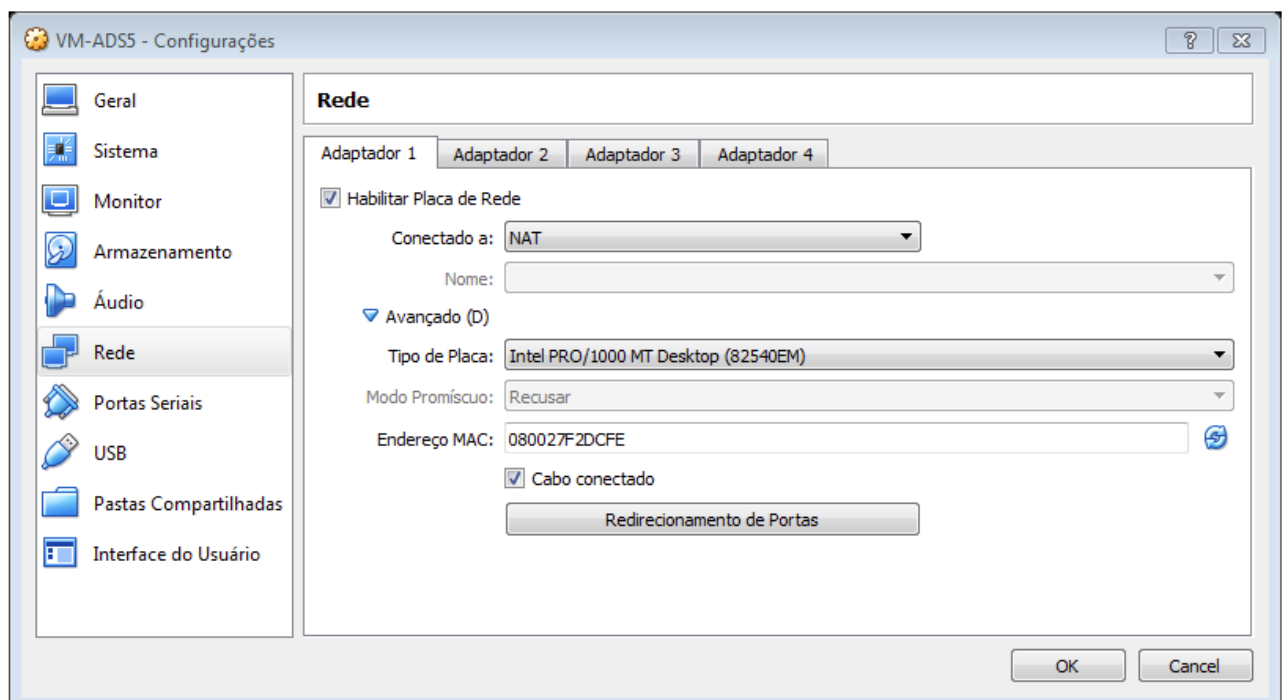 VM-ADS5 - Configurações
Geral
Sistema
Monitor
Armazenamento
Áudio
Rede
Portas Seriais
USB
Pastas Compartilhadas
Interface do Usuário
Rede
Adaptador 1 Adaptador 2 Adaptador 3 Adaptador 4
Habilitar Placa de Rede
Conectado a: NAT
Nome:
Avançado (D)
Tipo de Placa: Intel PRO/1000 MT Desktop (82540EM)
Modo Promíscuo: Recusar
Endereço MAC: 080027F2DCFE
Cabo conectado
Redirecionamento de Portas
OK Cancel